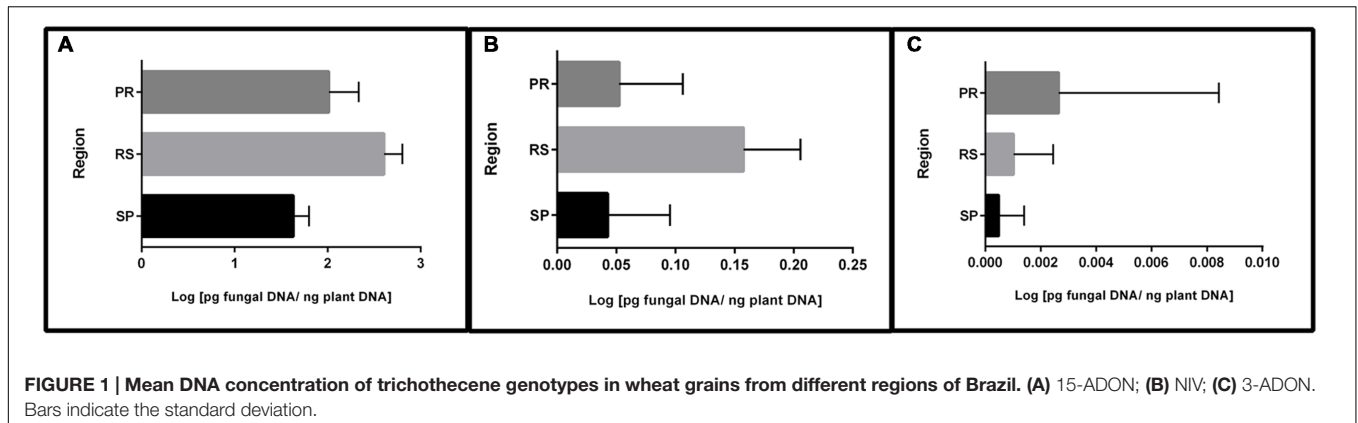 A
PR
RS
SP
Region
0 1 2 3
Log [pg fungal DNA/ ng plant DNA]
B
PR
RS
SP
Region
0.00 0.05 0.10 0.15 0.20 0.25
Log [pg fungal DNA/ ng plant DNA]
C
PR
RS
SP
Region
0.000 0.002 0.004 0.006 0.008 0.010
Log [pg fungal DNA/ ng plant DNA]
FIGURE 1 | Mean DNA concentration of trichothecene genotypes in wheat grains from different regions of Brazil. (A) 15-ADON; (B) NIV; (C) 3-ADON.
Bars indicate the standard deviation.